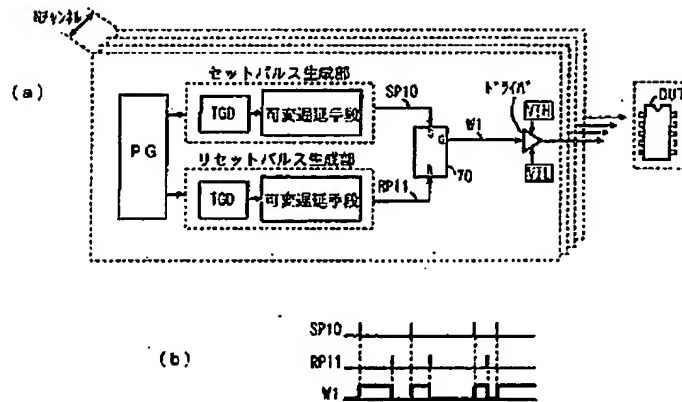 Nチャンネル
(a)
セットパルス生成部
SP10
TGD
可変遅延手段
PG
リセットパルス生成部
TGD
可変遅延手段
RP11
70
W1
ドライバ
VIH
VIL
DUT
(b)
SP10
RP11
W1